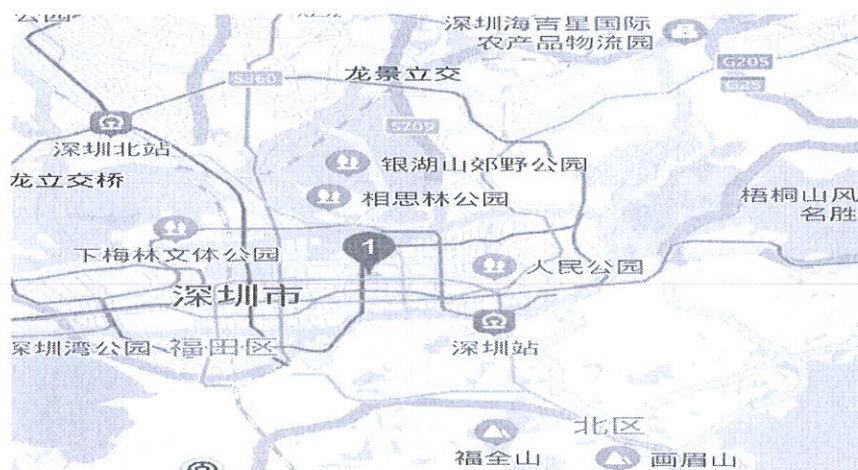 深圳海吉星国际
农产品物流园
G205
S360
龙景立交
G25
S209
深圳北站
银湖山郊野公园
龙立交桥
相思林公园
梧桐山风
名胜
1
下梅林文体公园
人民公园
深圳市
深圳湾公园
福田区
深圳站
北区
福全山
画眉山